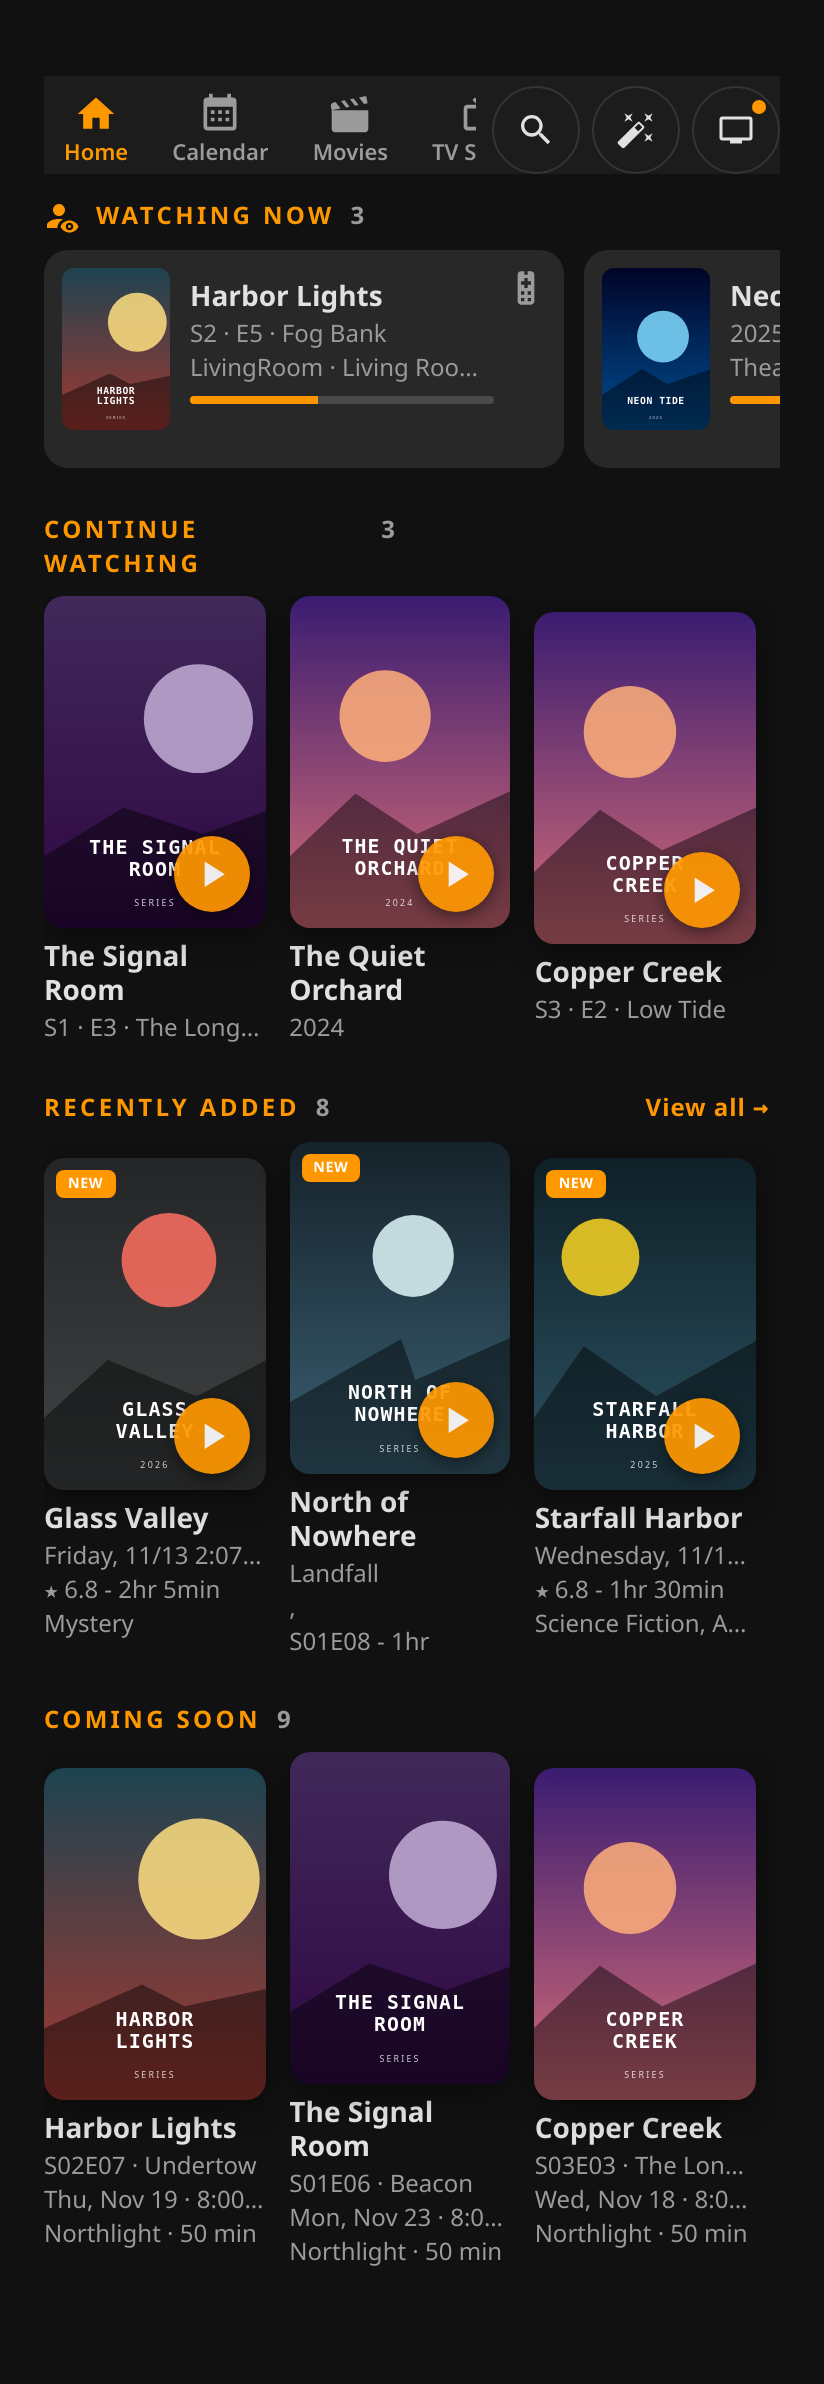 Home
Calendar
Movies
TV S
WATCHING NOW 3
HARBOR
LIGHTS
SERIES
Harbor Lights
S2 · E5 · Fog Bank
LivingRoom · Living Roo...
NEON TIDE
2025
Neo
2025
Thea
CONTINUE
WATCHING
3
THE SIGNAL
ROOM
SERIES
The Signal
Room
S1 · E3 · The Long...
THE QUIET
ORCHARD
2024
The Quiet
Orchard
2024
COPPER
CREEK
SERIES
Copper Creek
S3 · E2 · Low Tide
RECENTLY ADDED 8
View all →
NEW
GLASS
VALLEY
2026
Glass Valley
Friday, 11/13 2:07...
★ 6.8 - 2hr 5min
Mystery
NEW
NORTH OF
NOWHERE
SERIES
North of
Nowhere
Landfall
,
S01E08 - 1hr
NEW
STARFALL
HARBOR
2025
Starfall Harbor
Wednesday, 11/1...
★ 6.8 - 1hr 30min
Science Fiction, A...
COMING SOON 9
HARBOR
LIGHTS
SERIES
Harbor Lights
S02E07 · Undertow
Thu, Nov 19 · 8:00...
Northlight · 50 min
THE SIGNAL
ROOM
SERIES
The Signal
Room
S01E06 · Beacon
Mon, Nov 23 · 8:0...
Northlight · 50 min
COPPER
CREEK
SERIES
Copper Creek
S03E03 · The Lon...
Wed, Nov 18 · 8:0...
Northlight · 50 min